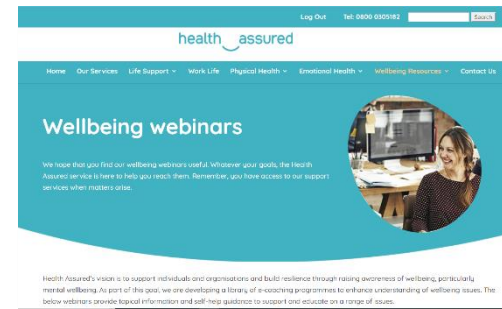 Log Out Tel: 0800 0305182 Search
health assured
Home Our Services Life Support Work Life Physical Health Emotional Health Wellbeing Resources Contact Us
Wellbeing webinars
We hope that you find our wellbeing webinars useful. Whatever your goals, the Health
Assured service is here to help you reach them. Remember, you have access to our support
services when matters arise.
Health Assured's vision is to support individuals and organisations and build resilience through raising awareness of wellbeing, particularly
mental wellbeing. As part of this goal, we are developing a library of e-coaching programmes to enhance understanding of wellbeing issues. The
below webinars provide topical information and self-help guidance to support and educate on a range of issues.